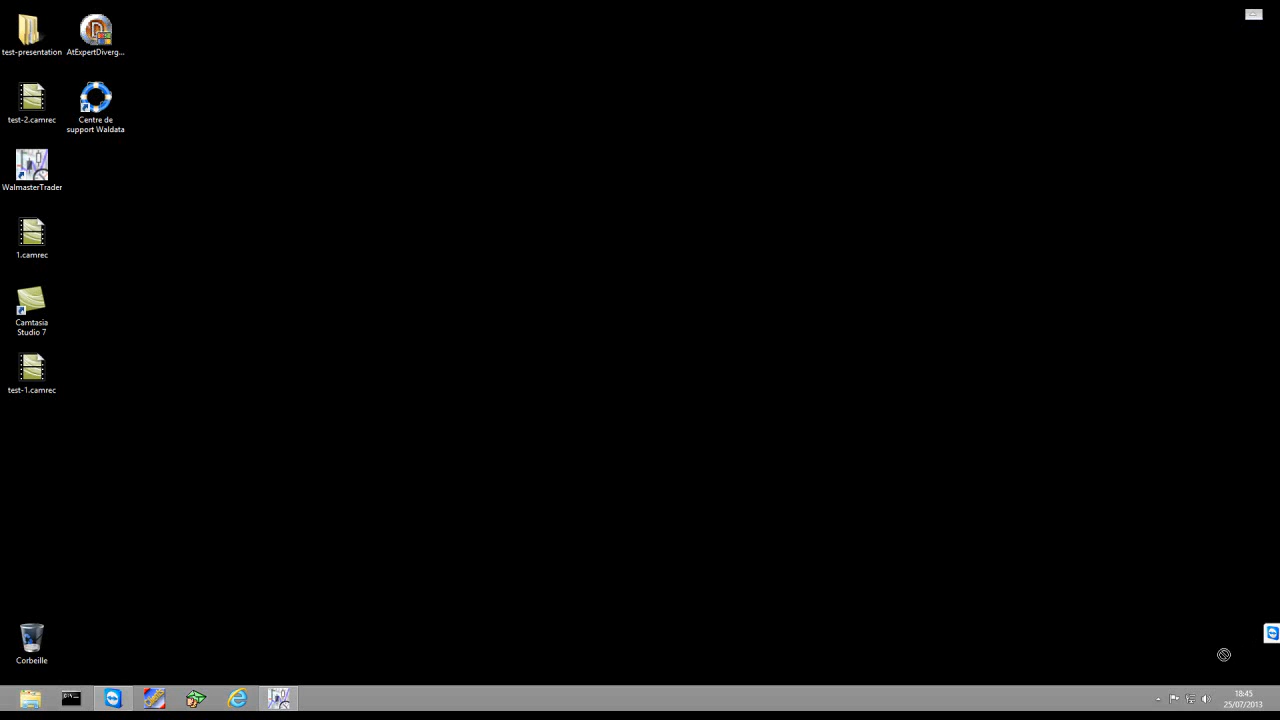 test-presentation
AtExpertDiverg...
test-2.camrec
Centre de
support Waldata
WalmasterTrader
1.camrec
Camtasia
Studio 7
test-1.camrec
Corbeille
18:45
25/07/2013